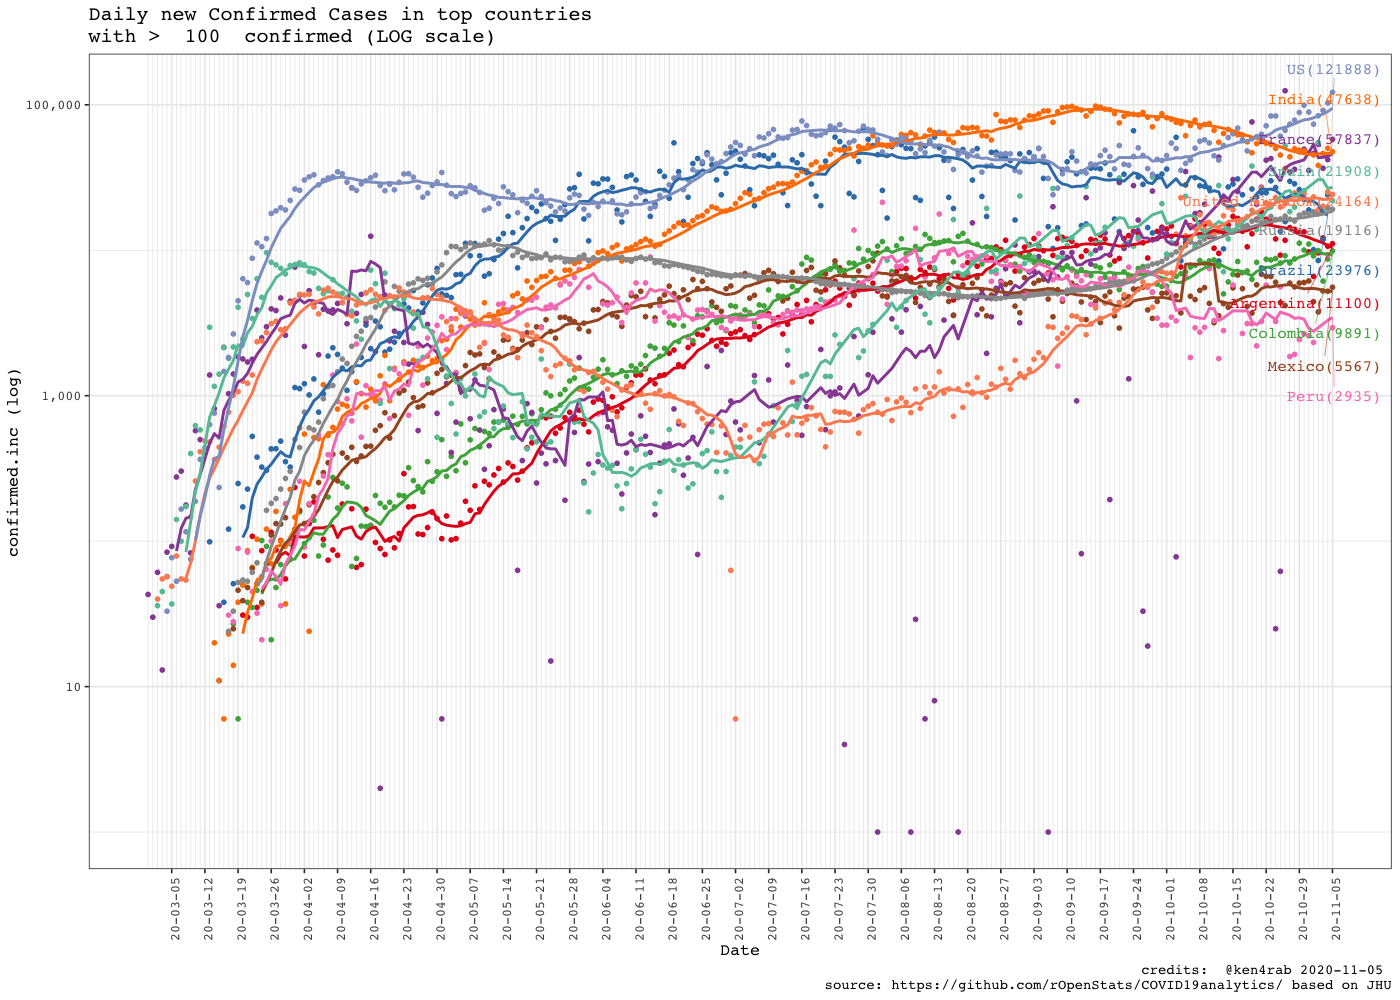 Daily new Confirmed Cases in top countries
with > 100 confirmed (LOG scale)
US(121888)
100,000
India(47638)
France(57837)
Spain(21908)
United Kingdom(24164)
Russia(19116)
Brazil(23976)
Argentina(11100)
Colombia(9891)
Mexico(5567)
1,000
Peru(2935)
confirmed.inc (log)
10
20-03-05
20-03-12
20-03-19
20-03-26
20-04-02
20-04-09
20-04-16
20-04-23
20-04-30
20-05-07
20-05-14
20-05-21
20-05-28
20-06-04
20-06-11
20-06-18
20-06-25
20-07-02
20-07-09
20-07-16
20-07-23
20-07-30
20-08-06
20-08-13
20-08-20
20-08-27
20-09-03
20-09-10
20-09-17
20-09-24
20-10-01
20-10-08
20-10-15
20-10-22
20-10-29
20-11-05
Date
credits: @ken4rab 2020-11-05
source: https://github.com/rOpenStats/COVID19analytics/ based on JHU